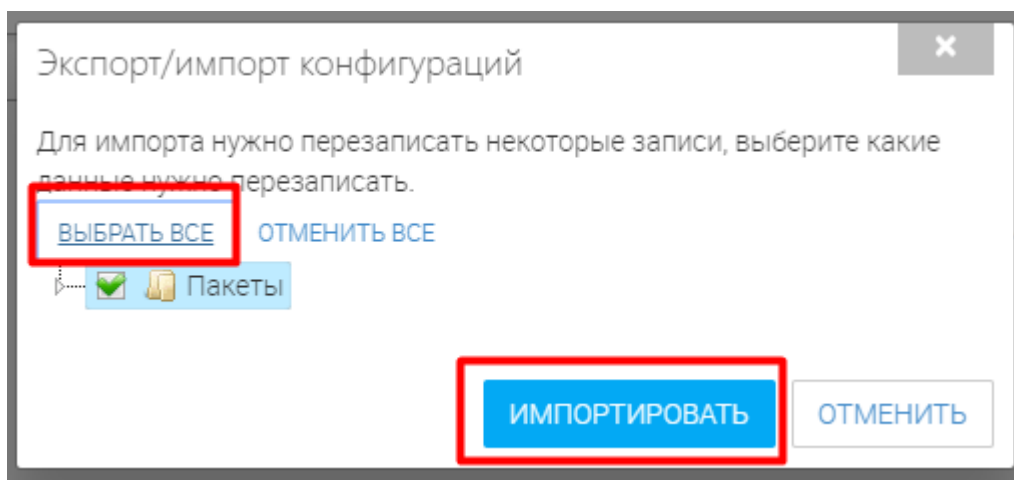 Экспорт/импорт конфигураций
Для импорта нужно перезаписать некоторые записи, выберите какие
данные нужно перезаписать.
ВЫБРАТЬ ВСЕ ОТМЕНИТЬ ВСЕ
Пакеты
ИМПОРТИРОВАТЬ ОТМЕНИТЬ